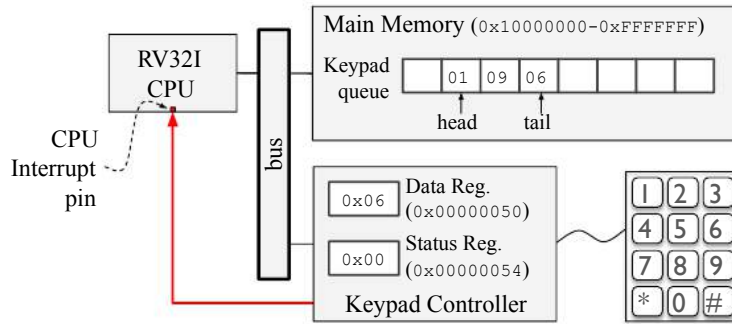 Main Memory (0x10000000-0xFFFFFFFF)
RV32I
CPU
Keypad
queue
01 09 06
head tail
CPU
Interrupt
pin
bus
0x06
Data Reg.
(0x00000050)
0x00
Status Reg.
(0x00000054)
Keypad Controller
1 2 3
4 5 6
7 8 9
* 0 #